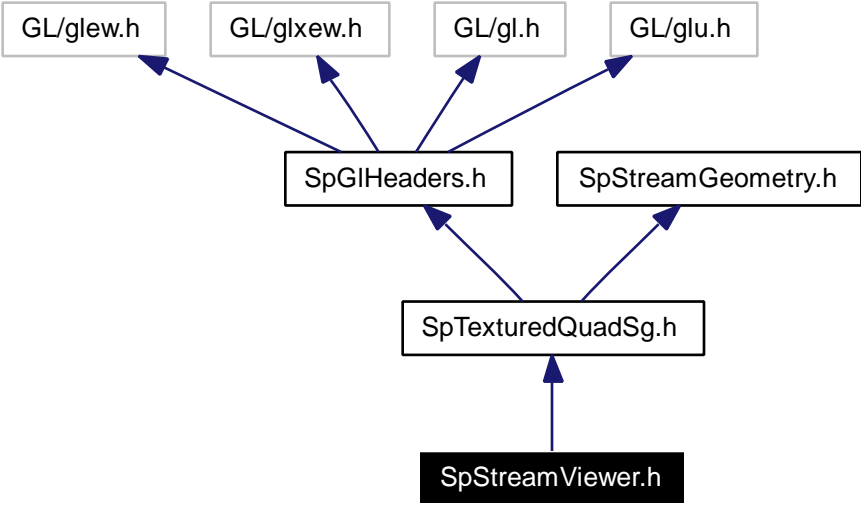 GL/glew.h
GL/glxew.h
GL/gl.h
GL/glu.h
SpGlHeaders.h
SpStreamGeometry.h
SpTexturedQuadSg.h
SpStreamViewer.h